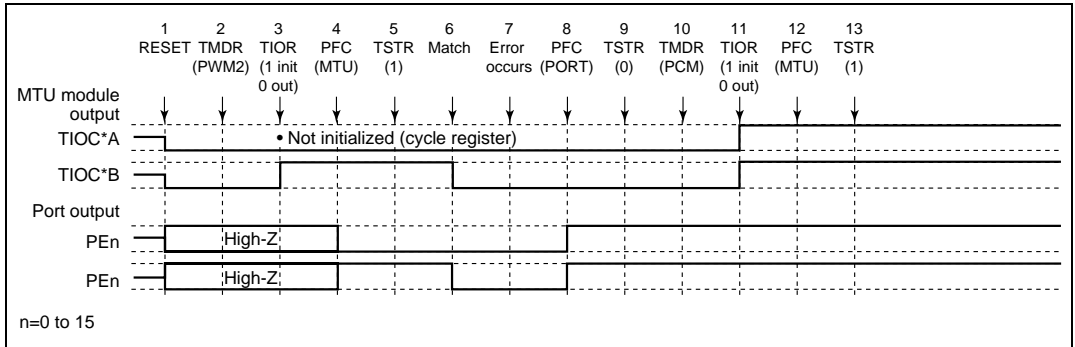 1 2 3 4 5 6 7 8 9 10 11 12 13
RESET TMDR TIOR PFC TSTR Match Error PFC TSTR TMDR TIOR PFC TSTR
(PWM2) (1 init (MTU) (1) occurs (PORT) (0) (PCM) (1 init (MTU) (1)
0 out) 0 out)
MTU module
output
TIOC*A • Not initialized (cycle register)
TIOC*B
Port output
PEn High-Z
PEn High-Z
n=0 to 15